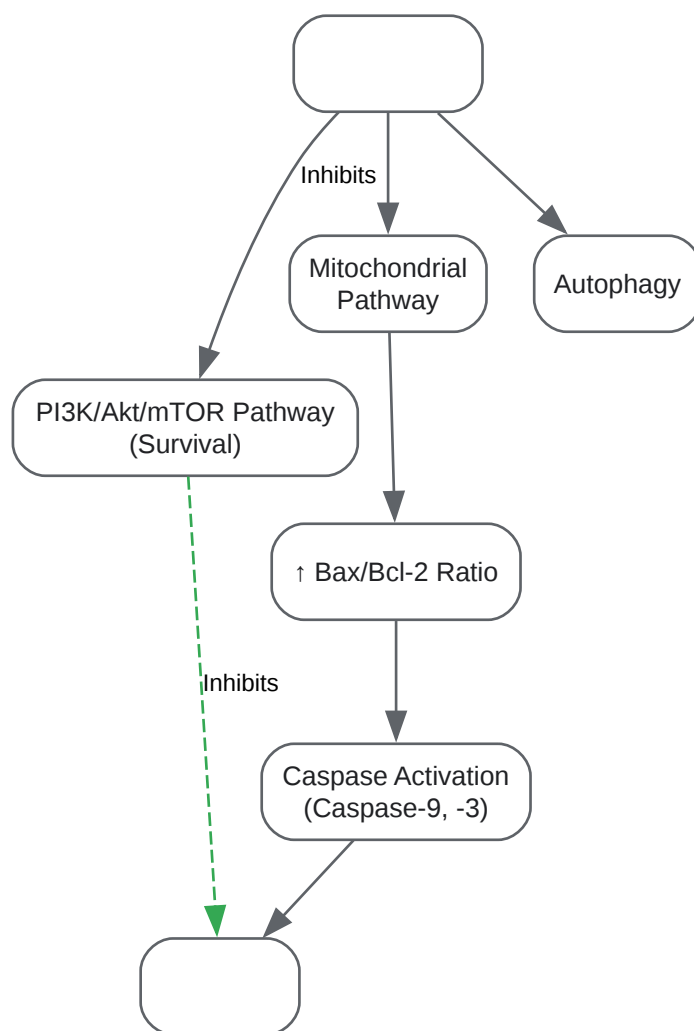 Inhibits
Mitochondrial
Pathway
Autophagy
PI3K/Akt/mTOR Pathway
(Survival)
↑ Bax/Bcl-2 Ratio
Inhibits
Caspase Activation
(Caspase-9, -3)